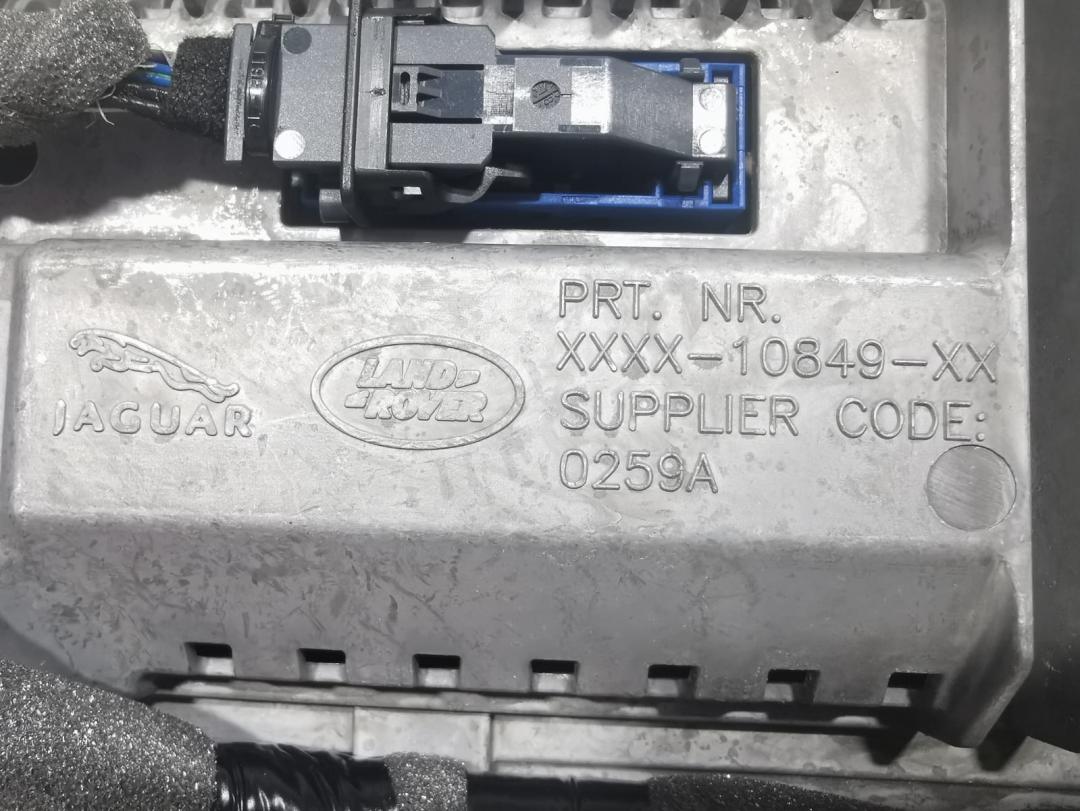 PRT. NR.
XXXX-10849-XX
SUPPLIER CODE:
0259A
JAGUAR
LAND-
ROVER